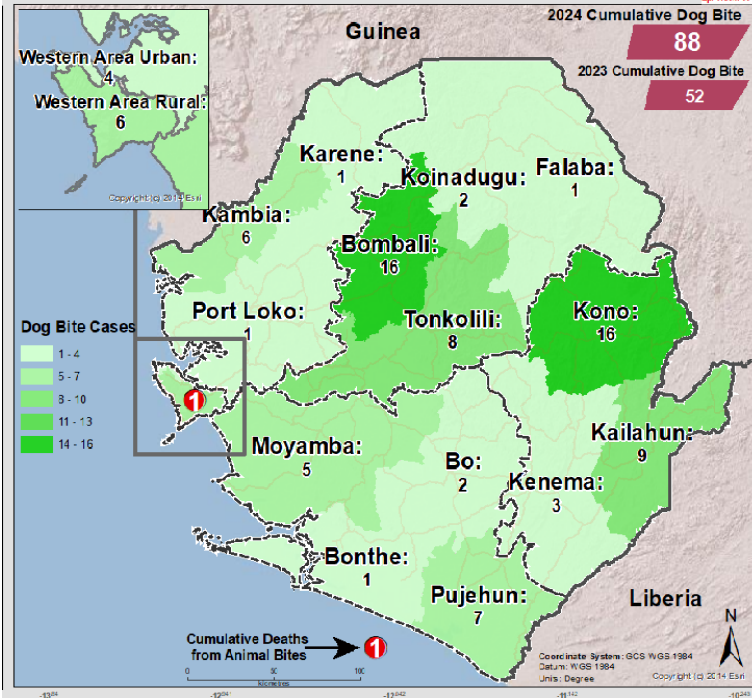 2024 Cumulative Dog Bite
88
2023 Cumulative Dog Bite
52
Guinea
Western Area Urban:
4
Western Area Rural:
6
Copyright (c) 2014 Esri
Karene:
1
Koinadugu:
2
Falaba:
1
Kambia:
6
Bombali:
16
Port Loko:
1
Tonkolili:
8
Kono:
16
Dog Bite Cases
1 - 4
5 - 7
8 - 10
11 - 13
14 - 16
1
Moyamba:
5
Bo:
2
Kenema:
3
Kailahun:
9
Bonthe:
1
Pujehun:
7
Liberia
N
Cumulative Deaths
from Animal Bites
1
0 50 100
kilometres
Coordinate System: GCS WGS 1984
Datum: WGS 1984
Units: Degree
Copyright (c) 2014 Esri